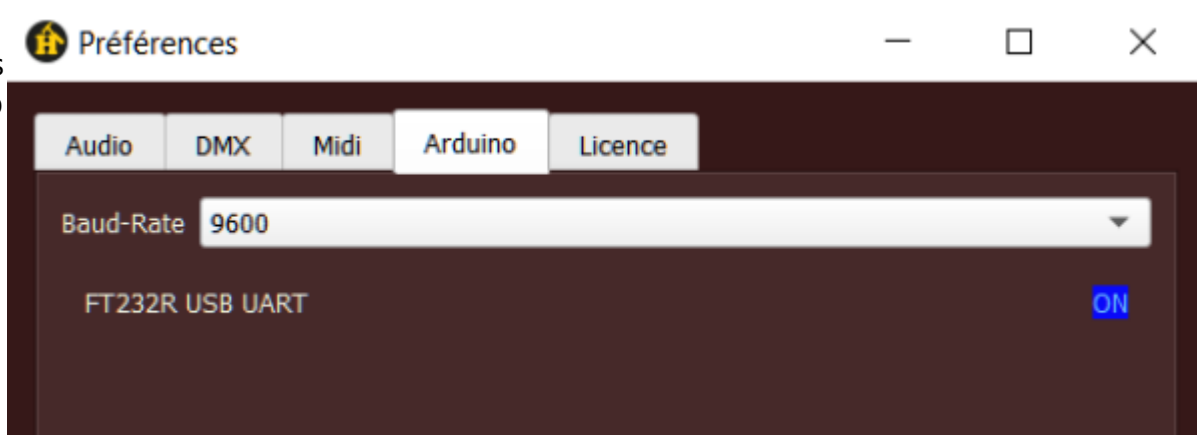 Préférences
Audio DMX Midi Arduino Licence
Baud-Rate 9600
FT232R USB UART ON